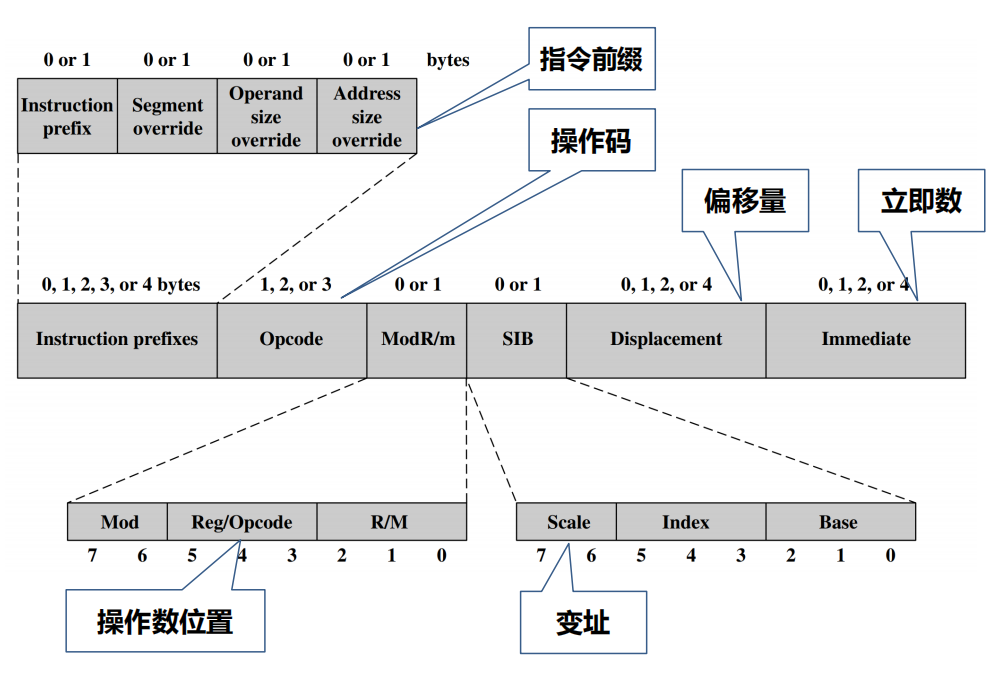 0 or 1 0 or 1 0 or 1 0 or 1 bytes
指令前缀
Instruction prefix
Segment override
Operand size override
Address size override
操作码
偏移量
立即数
0, 1, 2, 3, or 4 bytes 1, 2, or 3 0 or 1 0 or 1 0, 1, 2, or 4 0, 1, 2, or 4
Instruction prefixes Opcode ModR/m SIB Displacement Immediate
Mod Reg/Opcode R/M Scale Index Base
7 6 5 4 3 2 1 0 7 6 5 4 3 2 1 0
操作数位置
变址